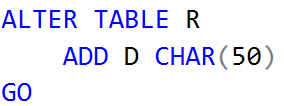 ALTER TABLE R
    ADD D CHAR(50)
GO